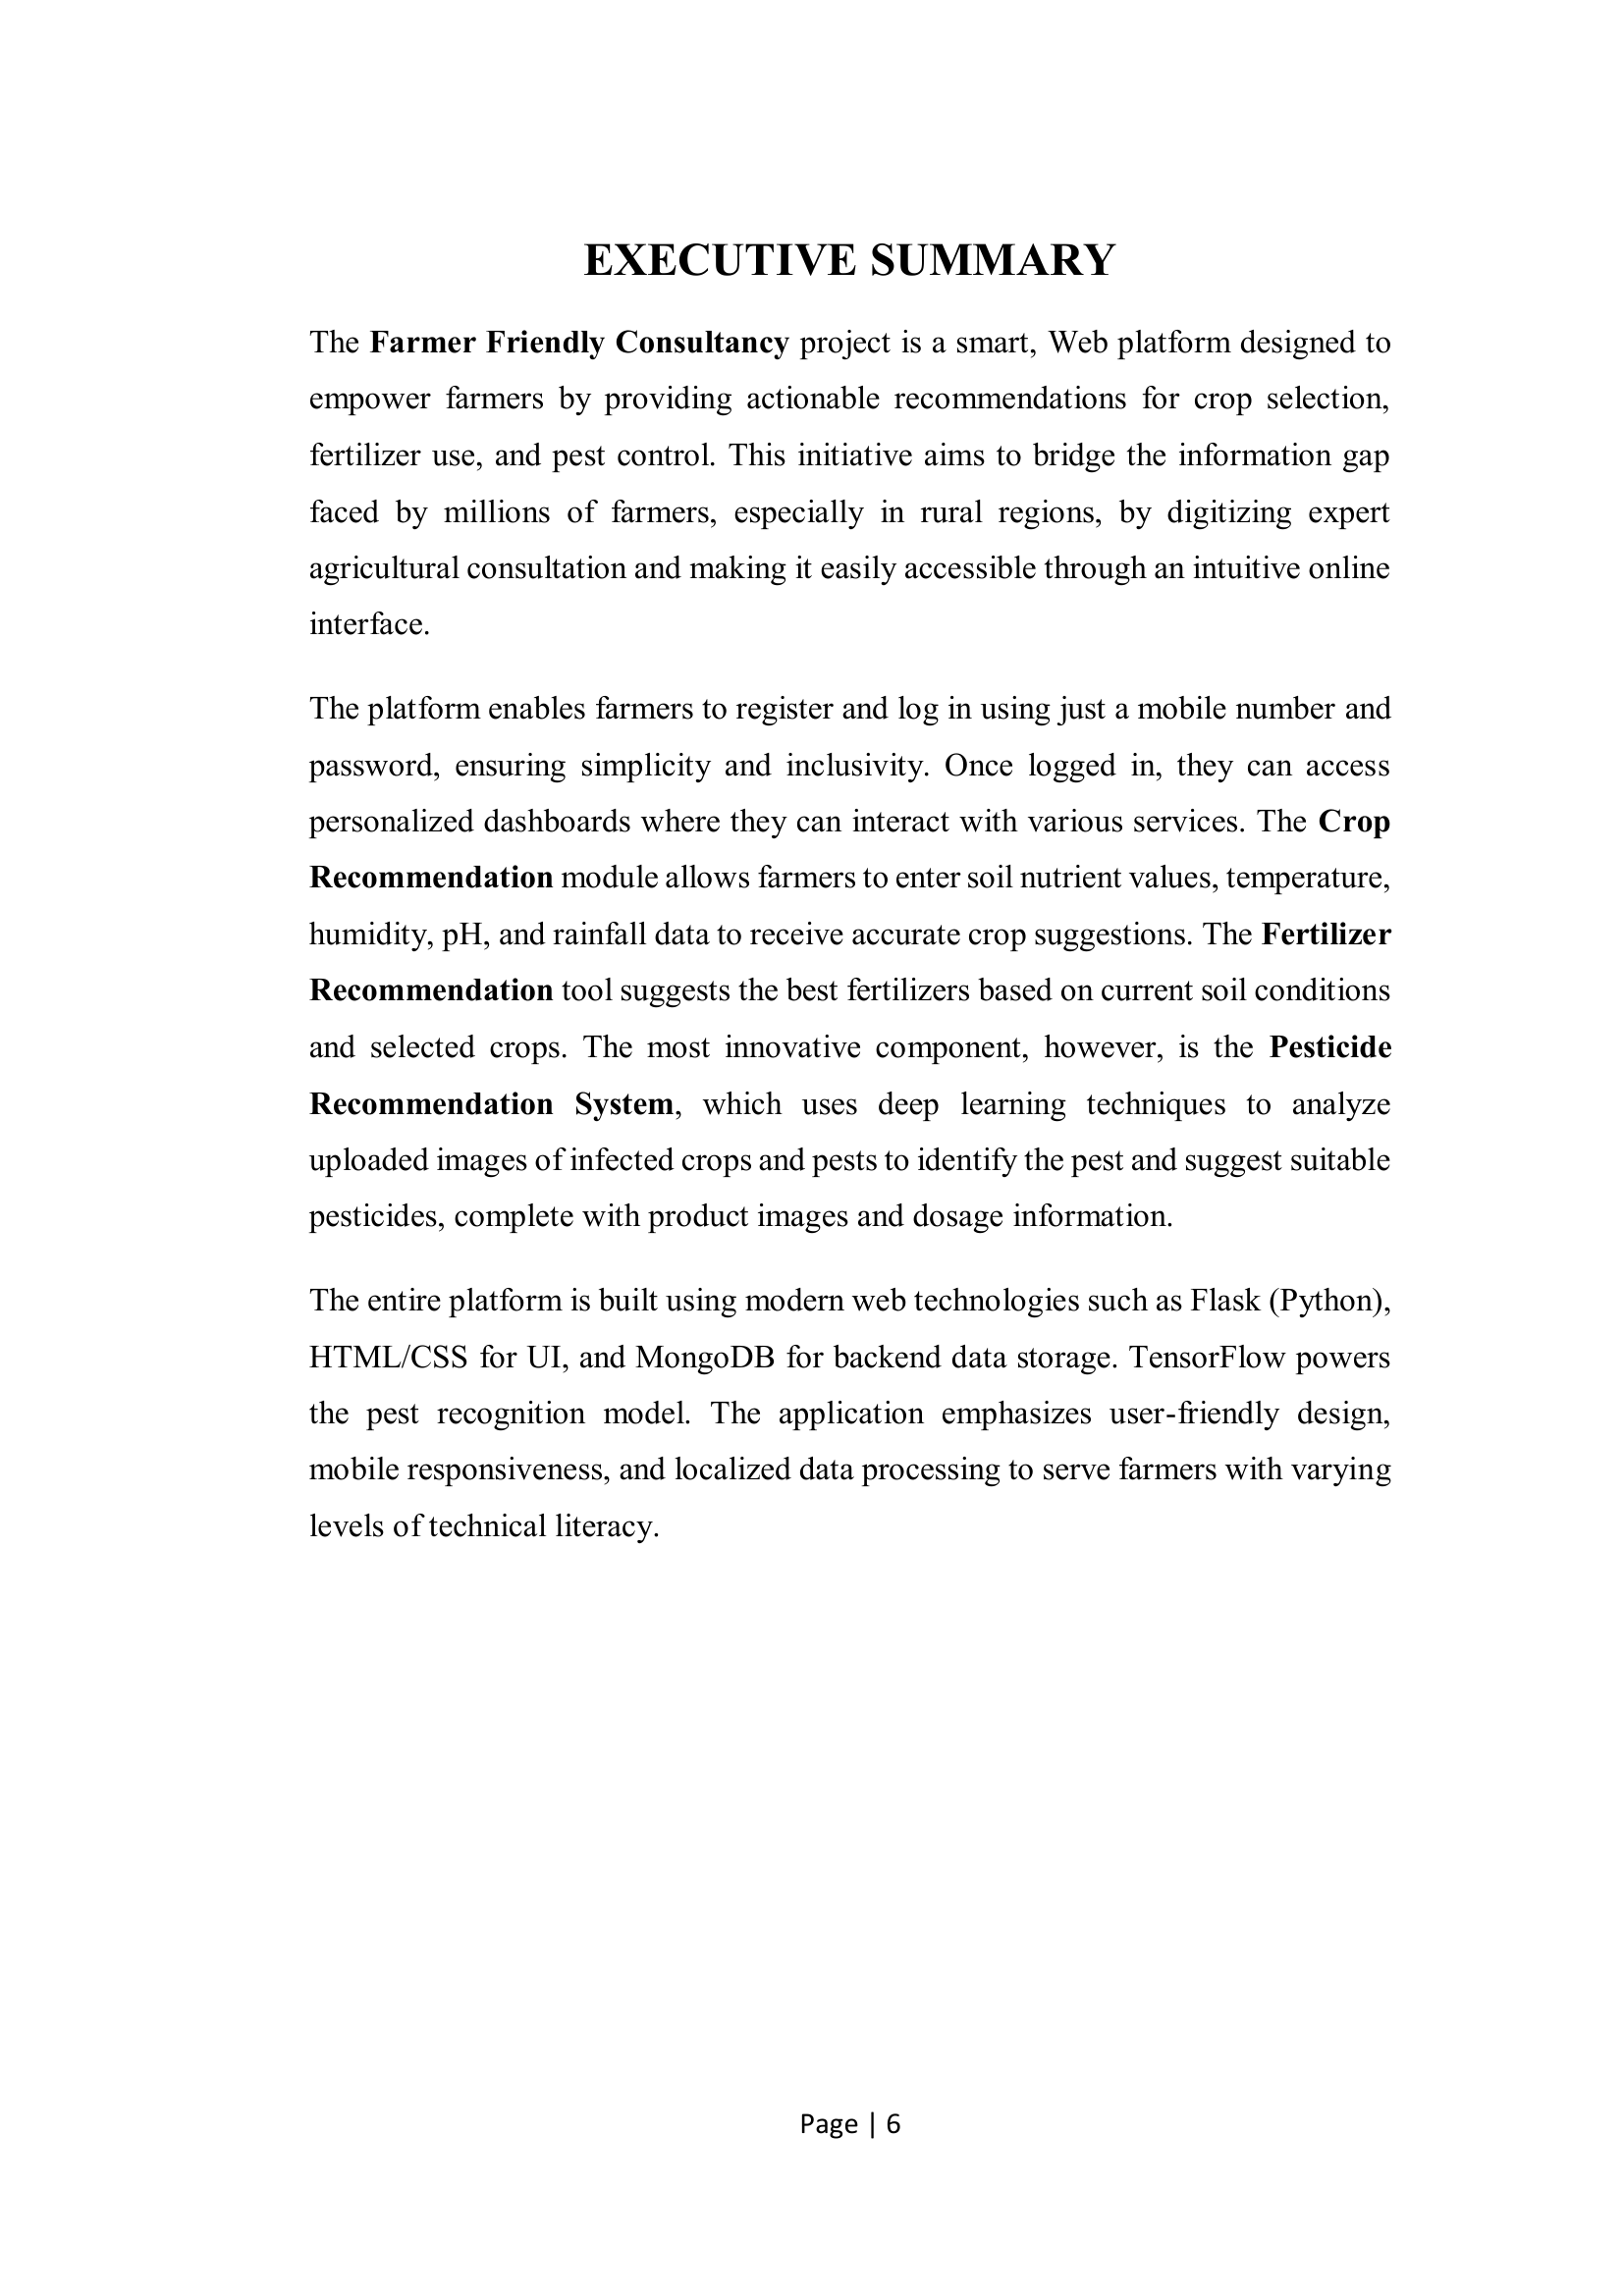 EXECUTIVE SUMMARY
The Farmer Friendly Consultancy project is a smart, Web platform designed to
empower farmers by providing actionable recommendations for crop selection,
fertilizer use, and pest control. This initiative aims to bridge the information gap
faced by millions of farmers, especially in rural regions, by digitizing expert
agricultural consultation and making it easily accessible through an intuitive online
interface.
The platform enables farmers to register and log in using just a mobile number and
password, ensuring simplicity and inclusivity. Once logged in, they can access
personalized dashboards where they can interact with various services. The Crop
Recommendation module allows farmers to enter soil nutrient values, temperature,
humidity, pH, and rainfall data to receive accurate crop suggestions. The Fertilizer
Recommendation tool suggests the best fertilizers based on current soil conditions
and selected crops. The most innovative component, however, is the Pesticide
Recommendation System, which uses deep learning techniques to analyze
uploaded images of infected crops and pests to identify the pest and suggest suitable
pesticides, complete with product images and dosage information.
The entire platform is built using modern web technologies such as Flask (Python),
HTML/CSS for UI, and MongoDB for backend data storage. TensorFlow powers
the pest recognition model. The application emphasizes user-friendly design,
mobile responsiveness, and localized data processing to serve farmers with varying
levels of technical literacy.
Page | 6